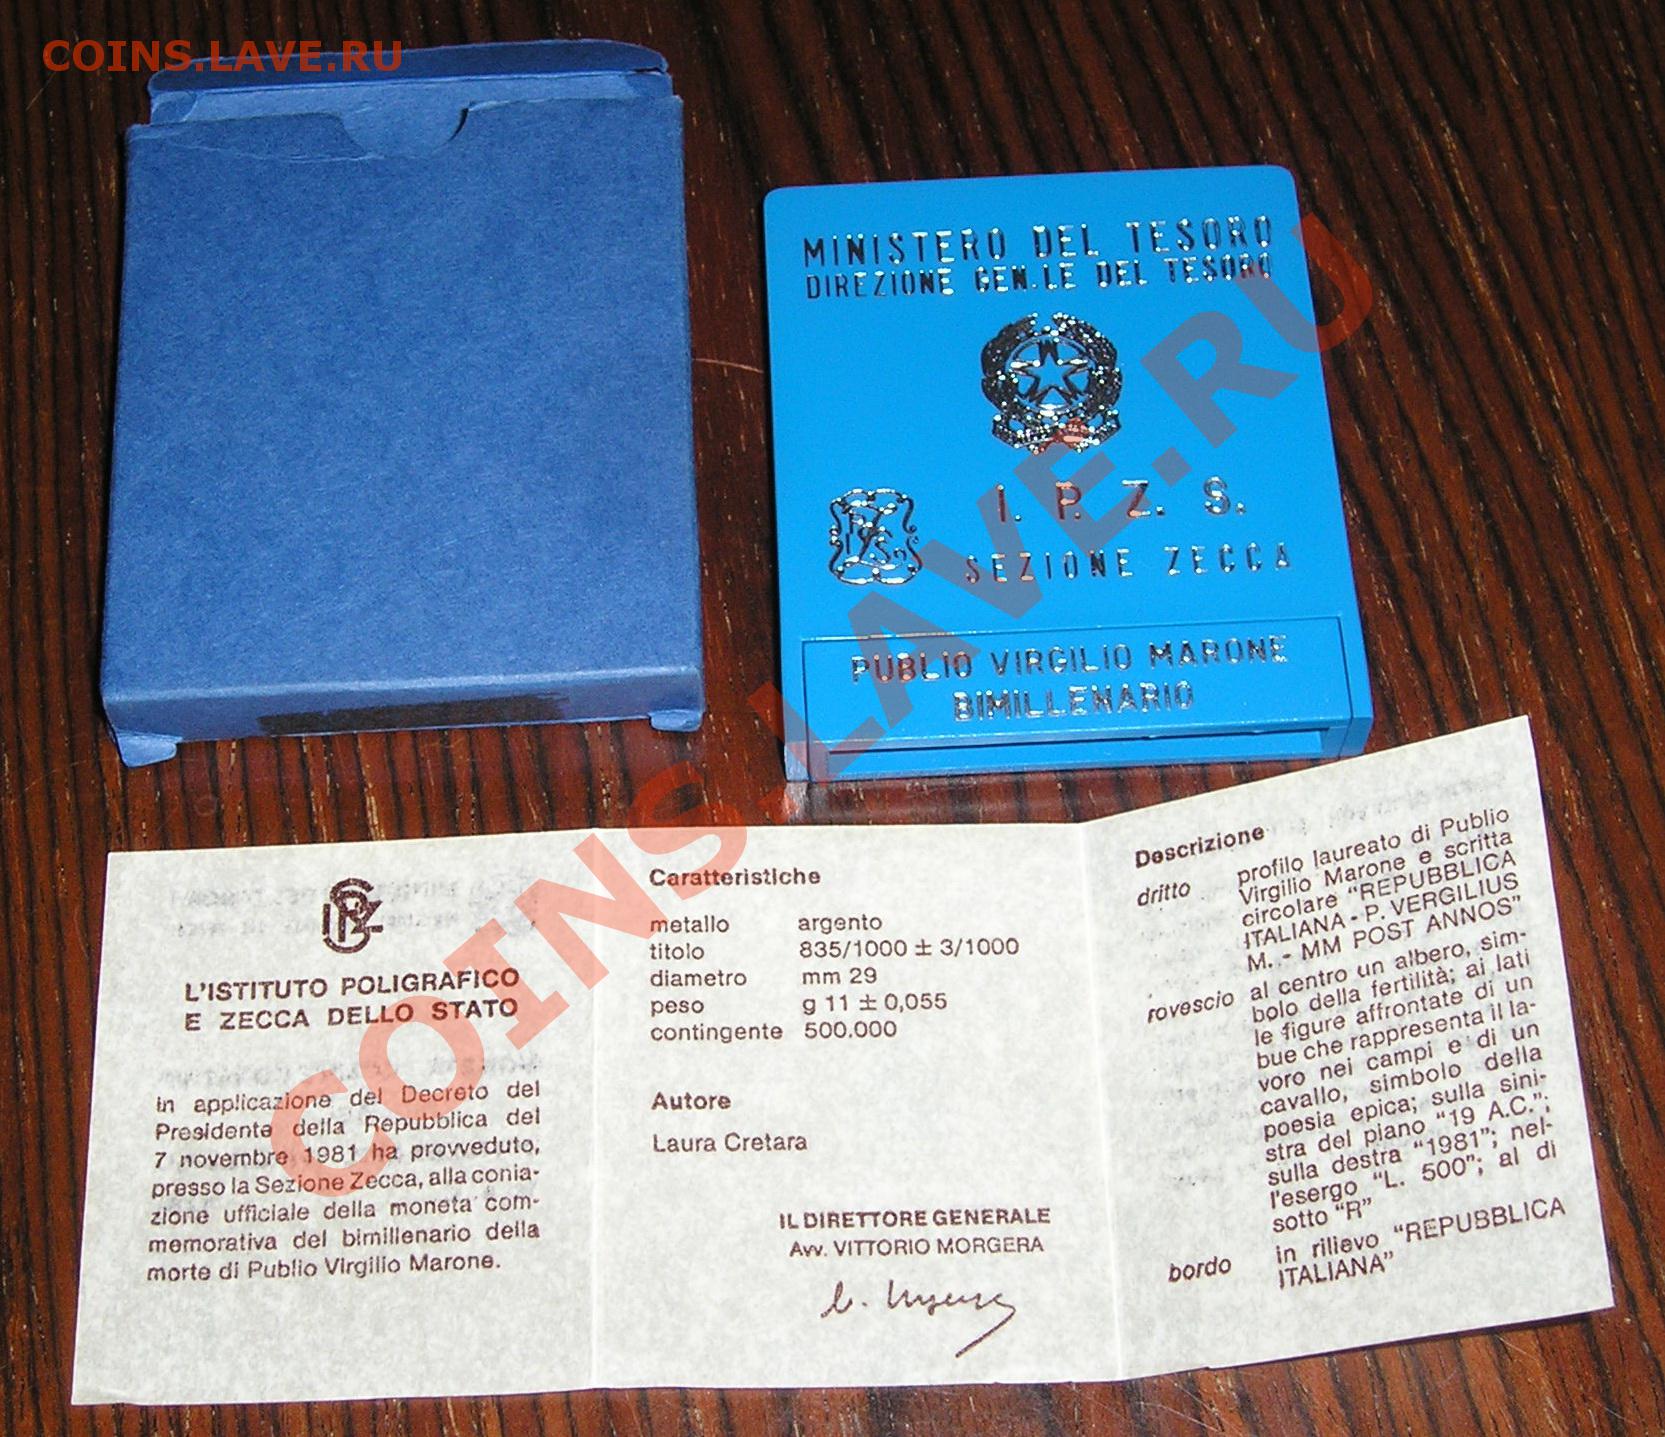 COINS.LAVE.RU
MINISTERO DEL TESORO
DIREZIONE GEN.LE DEL TESORO
I. P. Z. S.
SEZIONE ZECCA
PUBLIO VIRGILIO MARONE
BIMILLENARIO
COINS.LAVE.RU
L'ISTITUTO POLIGRAFICO
E ZECCA DELLO STATO
In applicazione del Decreto del
Presidente della Repubblica del
7 novembre 1981 ha provveduto,
presso la Sezione Zecca, alla conia-
zione ufficiale della moneta com-
memorativa del bimillenario della
morte di Publio Virgilio Marone.
Caratteristiche
metallo argento
titolo 835/1000 ± 3/1000
diametro mm 29
peso g 11 ± 0,055
contingente 500.000
Autore
Laura Cretara
IL DIRETTORE GENERALE
Avv. VITTORIO MORGERA
Descrizione
dritto profilo laureato di Publio
Virgilio Marone e scritta
circolare "REPUBBLICA
ITALIANA - P. VERGILIUS
M. - MM POST ANNOS"
rovescio al centro un albero, sim-
bolo della fertilità; ai lati
le figure affrontate di un
bue che rappresenta il la-
voro nei campi e di un
cavallo, simbolo della
poesia epica; sulla sini-
stra del piano "19 A.C.";
sulla destra "1981"; nel-
l'esergo "L. 500"; al di
sotto "R"
bordo in rilievo "REPUBBLICA
ITALIANA"